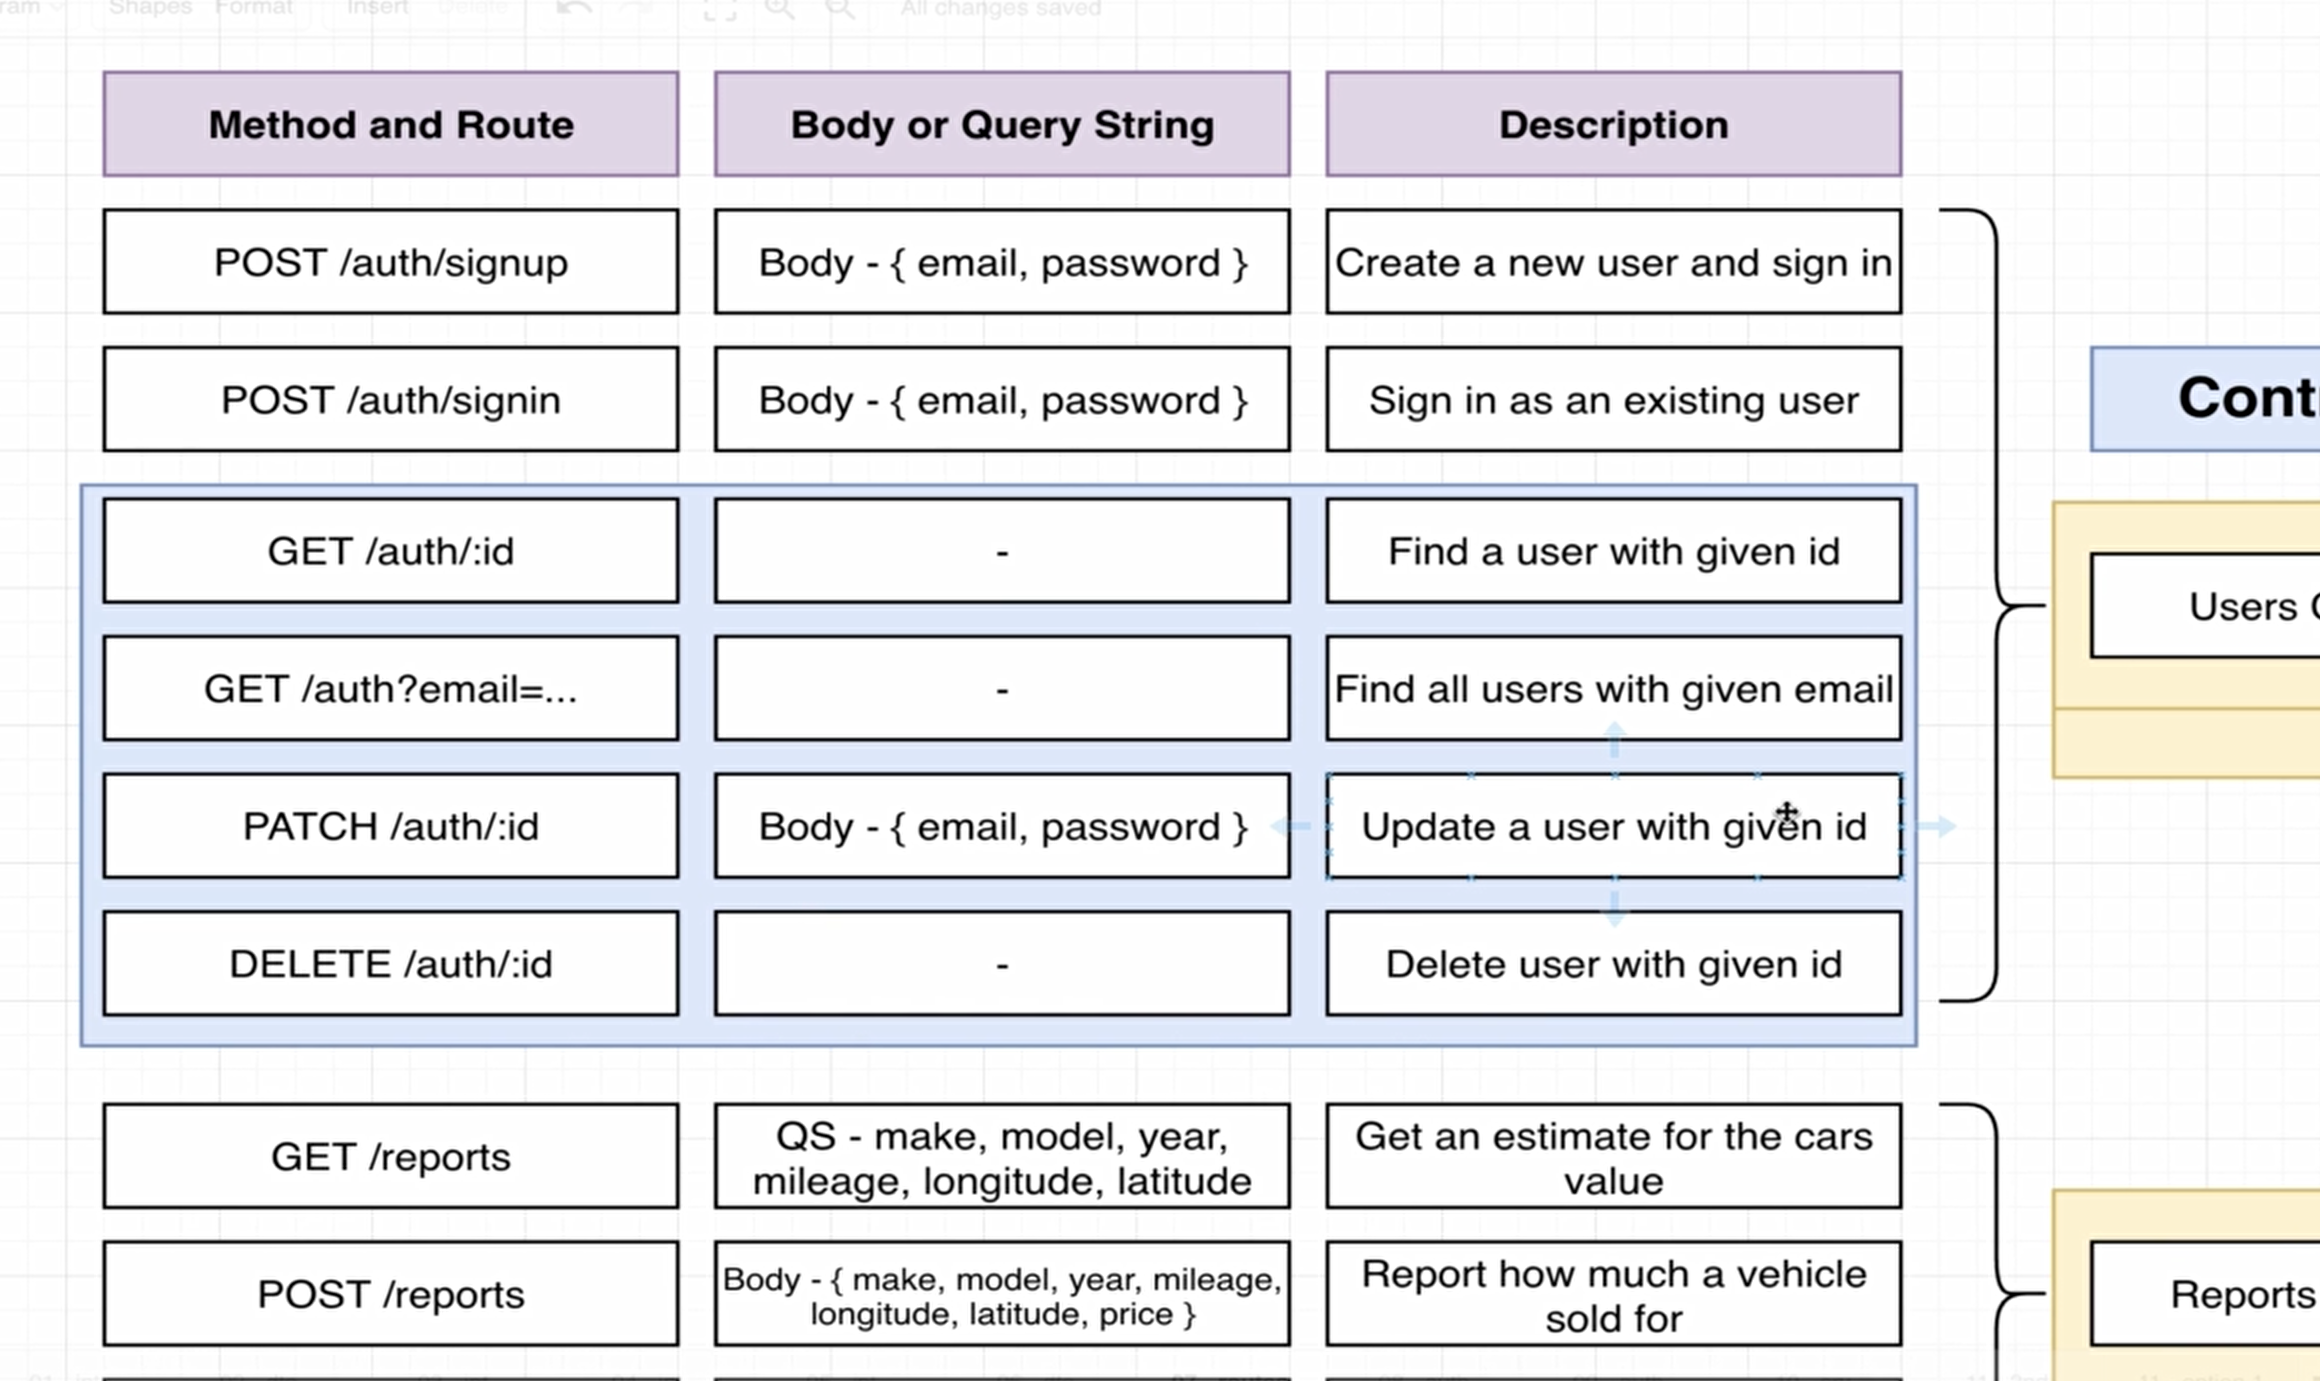 Shapes Format Insert Delete All changes saved
Method and Route Body or Query String Description
POST /auth/signup Body - { email, password } Create a new user and sign in
POST /auth/signin Body - { email, password } Sign in as an existing user
GET /auth/:id - Find a user with given id
GET /auth?email=... - Find all users with given email
PATCH /auth/:id Body - { email, password } Update a user with given id
DELETE /auth/:id - Delete user with given id
Users
GET /reports
QS - make, model, year,
mileage, longitude, latitude
Get an estimate for the cars
value
POST /reports
Body - { make, model, year, mileage,
longitude, latitude, price }
Report how much a vehicle
sold for
Reports